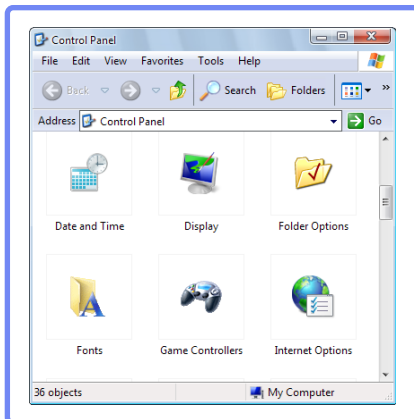 Control Panel
File Edit View Favorites Tools Help
Back Search Folders »
Address Control Panel Go
Date and Time Display Folder Options
Fonts Game Controllers Internet Options
36 objects My Computer